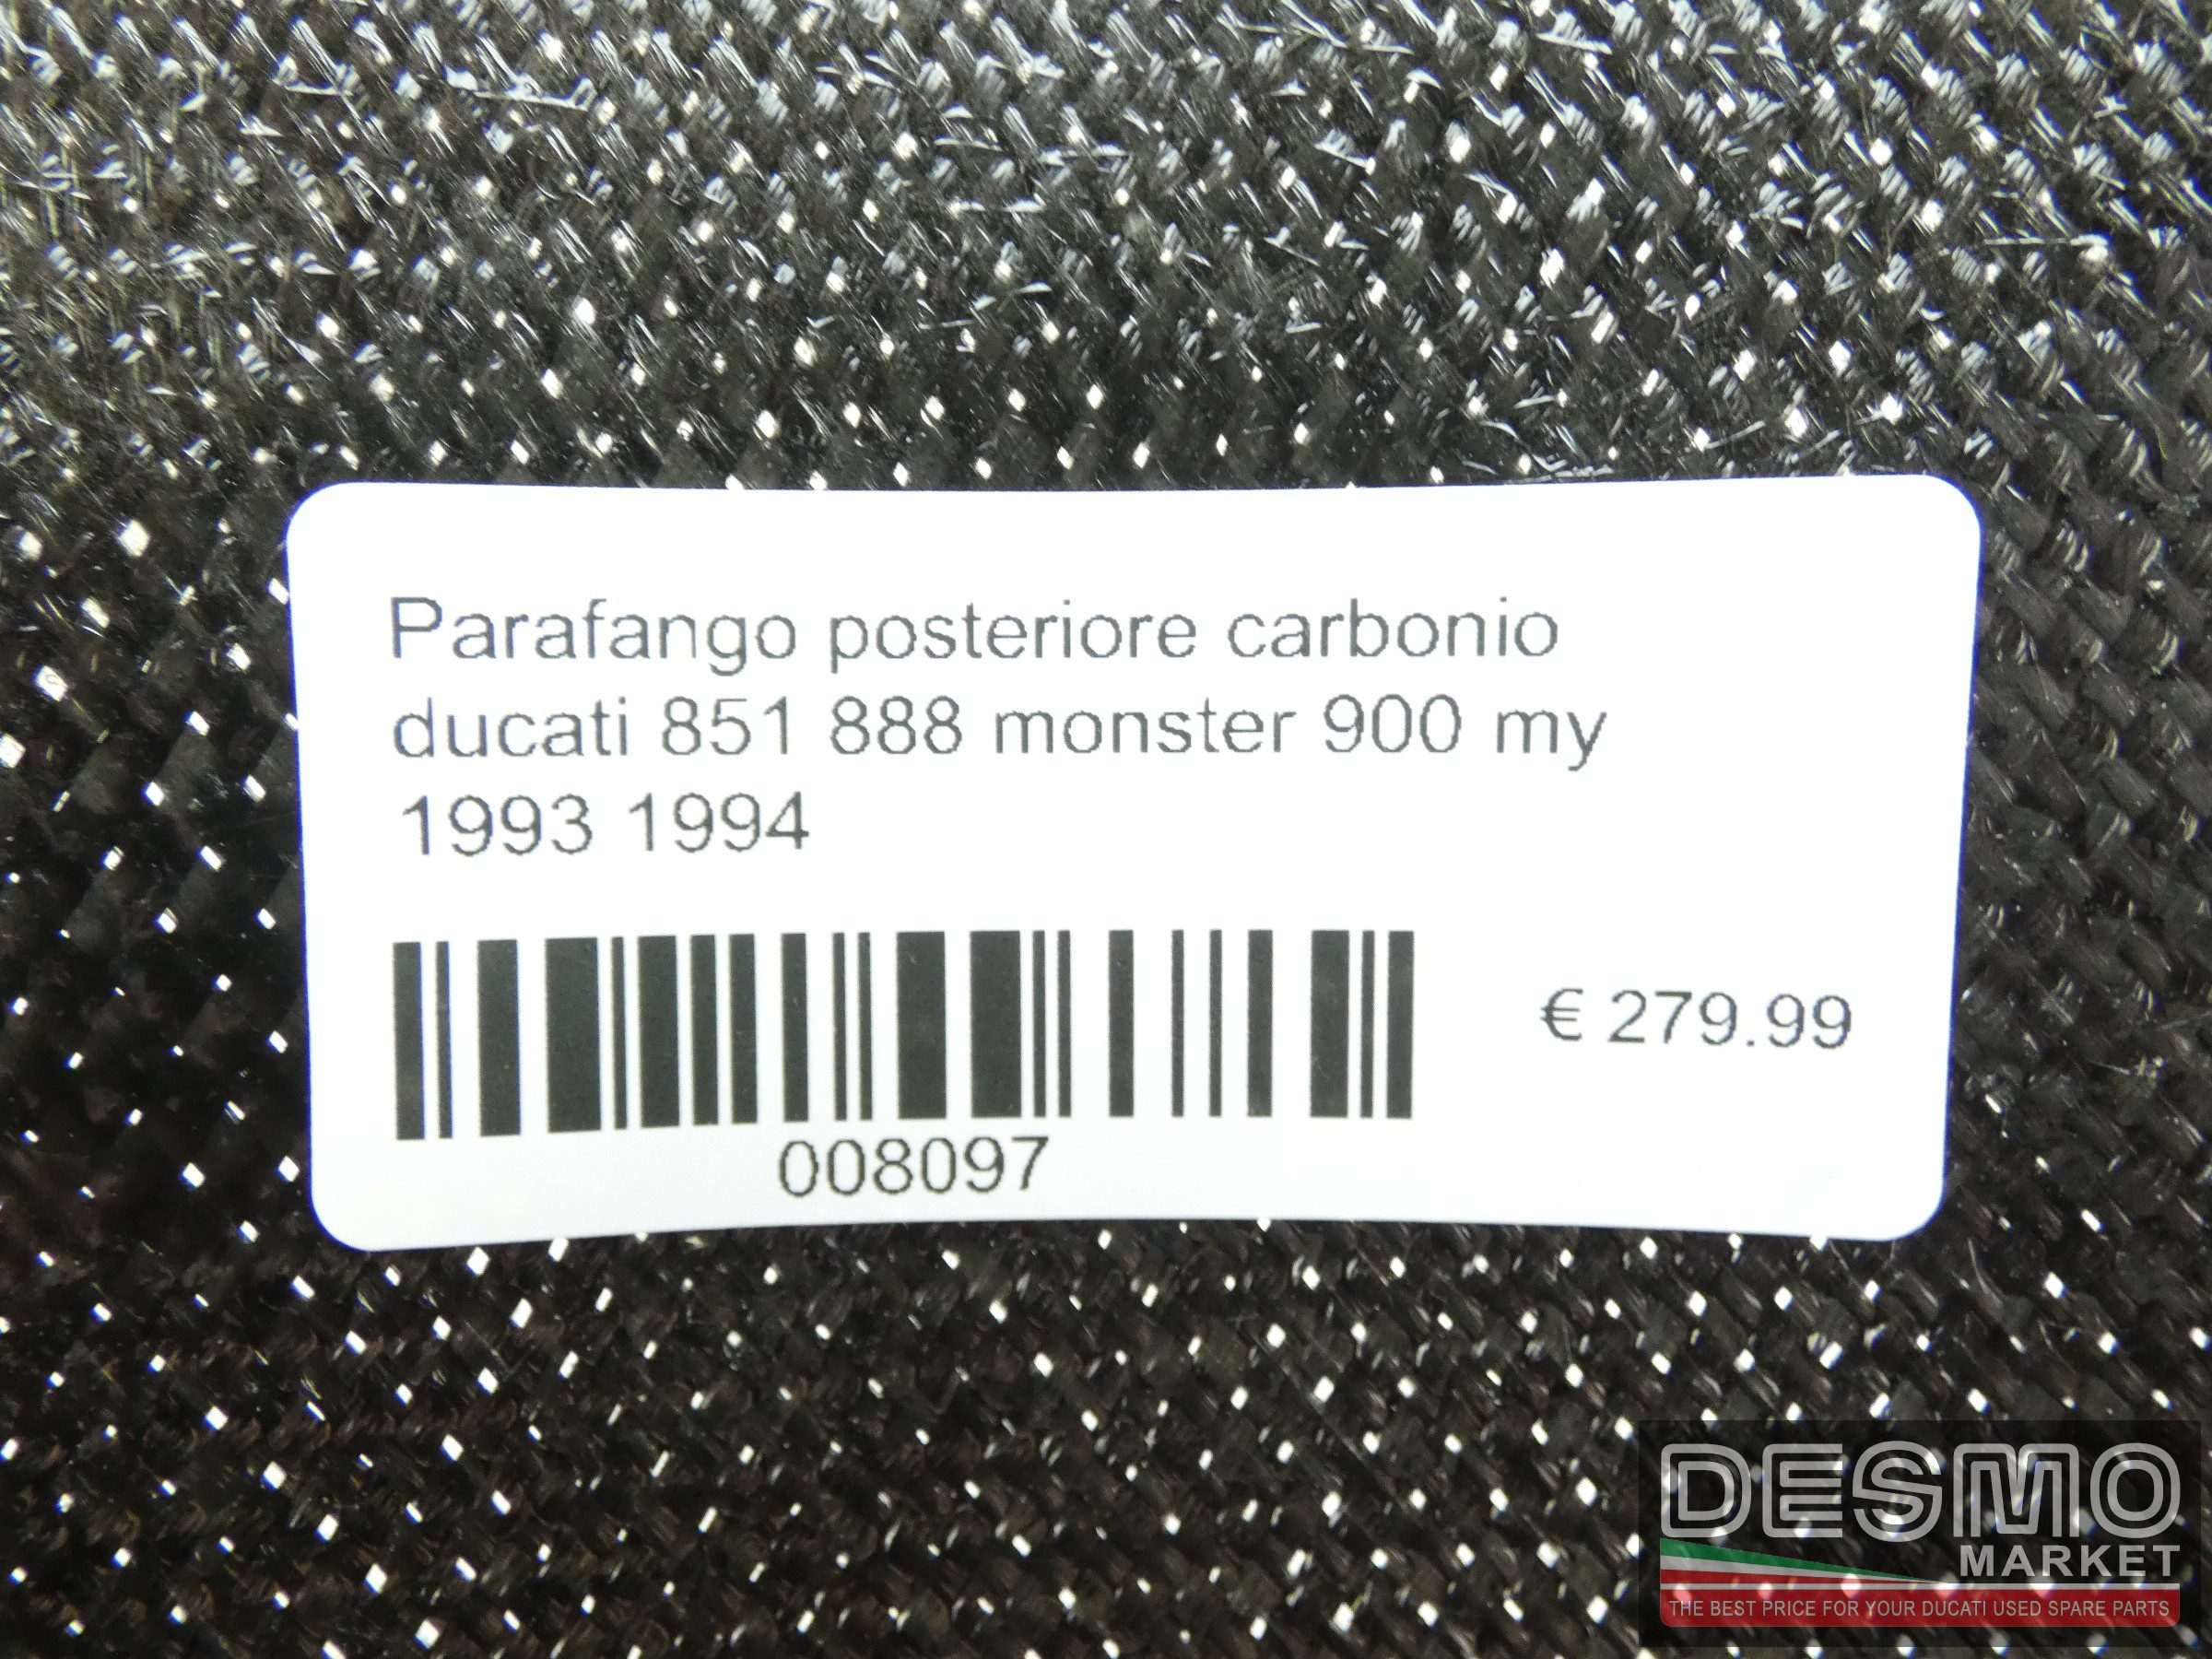 Parafango posteriore carbonio
ducati 851 888 monster 900 my
1993 1994
€ 279.99
008097
DESMO
MARKET
THE BEST PRICE FOR YOUR DUCATI USED SPARE PARTS